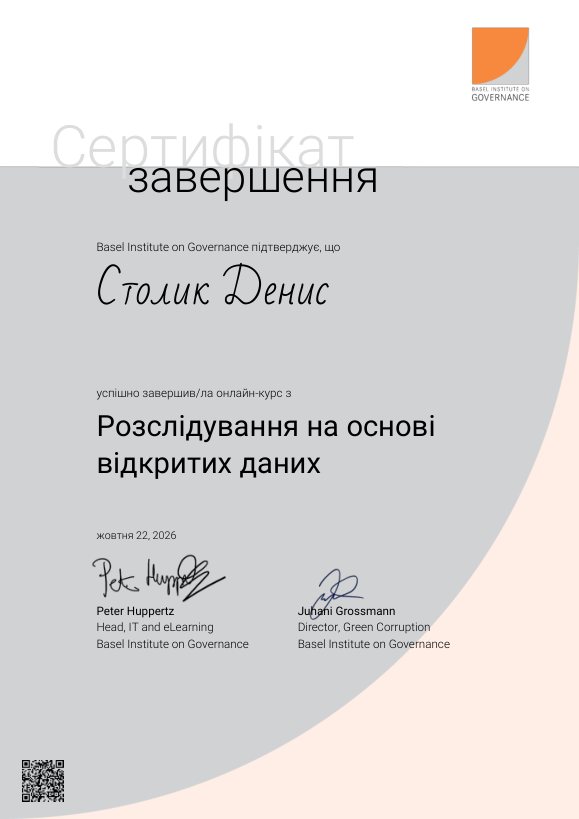 BASEL INSTITUTE ON
GOVERNANCE
Сертифікат
завершення
Basel Institute on Governance підтверджує, що
Столик Денис
успішно завершив/ла онлайн-курс з
Розслідування на основі
відкритих даних
жовтня 22, 2026
Peter Huppertz
Juhani Grossmann
Head, IT and eLearning
Director, Green Corruption
Basel Institute on Governance
Basel Institute on Governance